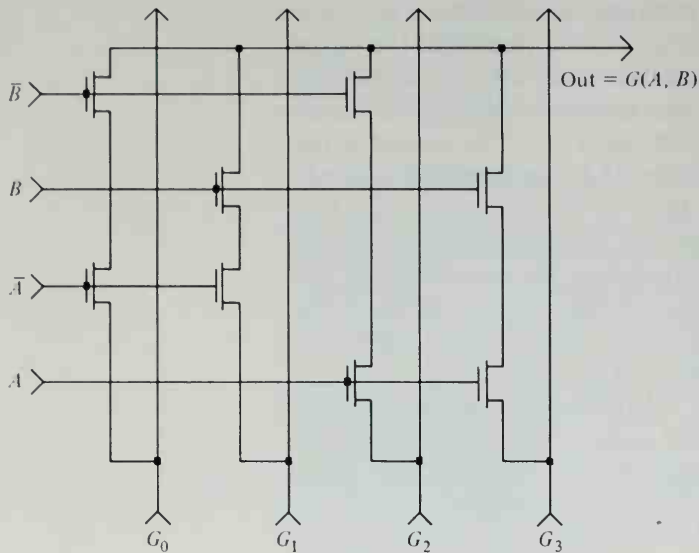 B̅
Out = G(A, B)
B
A̅
A
G₀ G₁ G₂ G₃